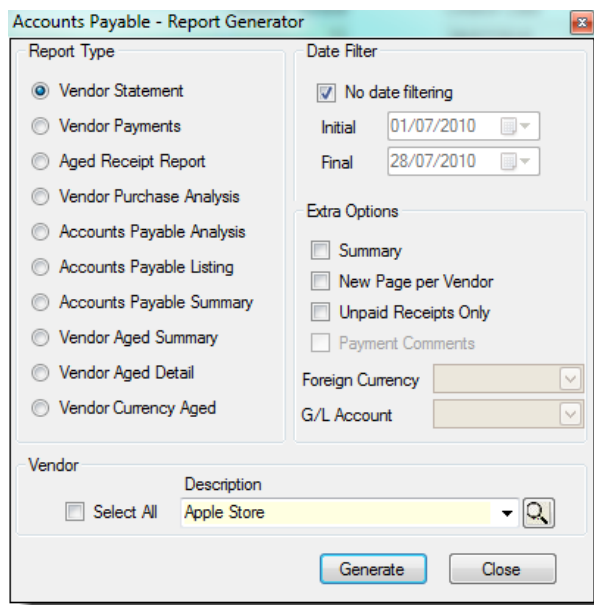 Accounts Payable - Report Generator
Report Type
Vendor Statement
Vendor Payments
Aged Receipt Report
Vendor Purchase Analysis
Accounts Payable Analysis
Accounts Payable Listing
Accounts Payable Summary
Vendor Aged Summary
Vendor Aged Detail
Vendor Currency Aged
Date Filter
No date filtering
Initial 01/07/2010
Final 28/07/2010
Extra Options
Summary
New Page per Vendor
Unpaid Receipts Only
Payment Comments
Foreign Currency
G/L Account
Vendor
Description
Select All Apple Store
Generate Close